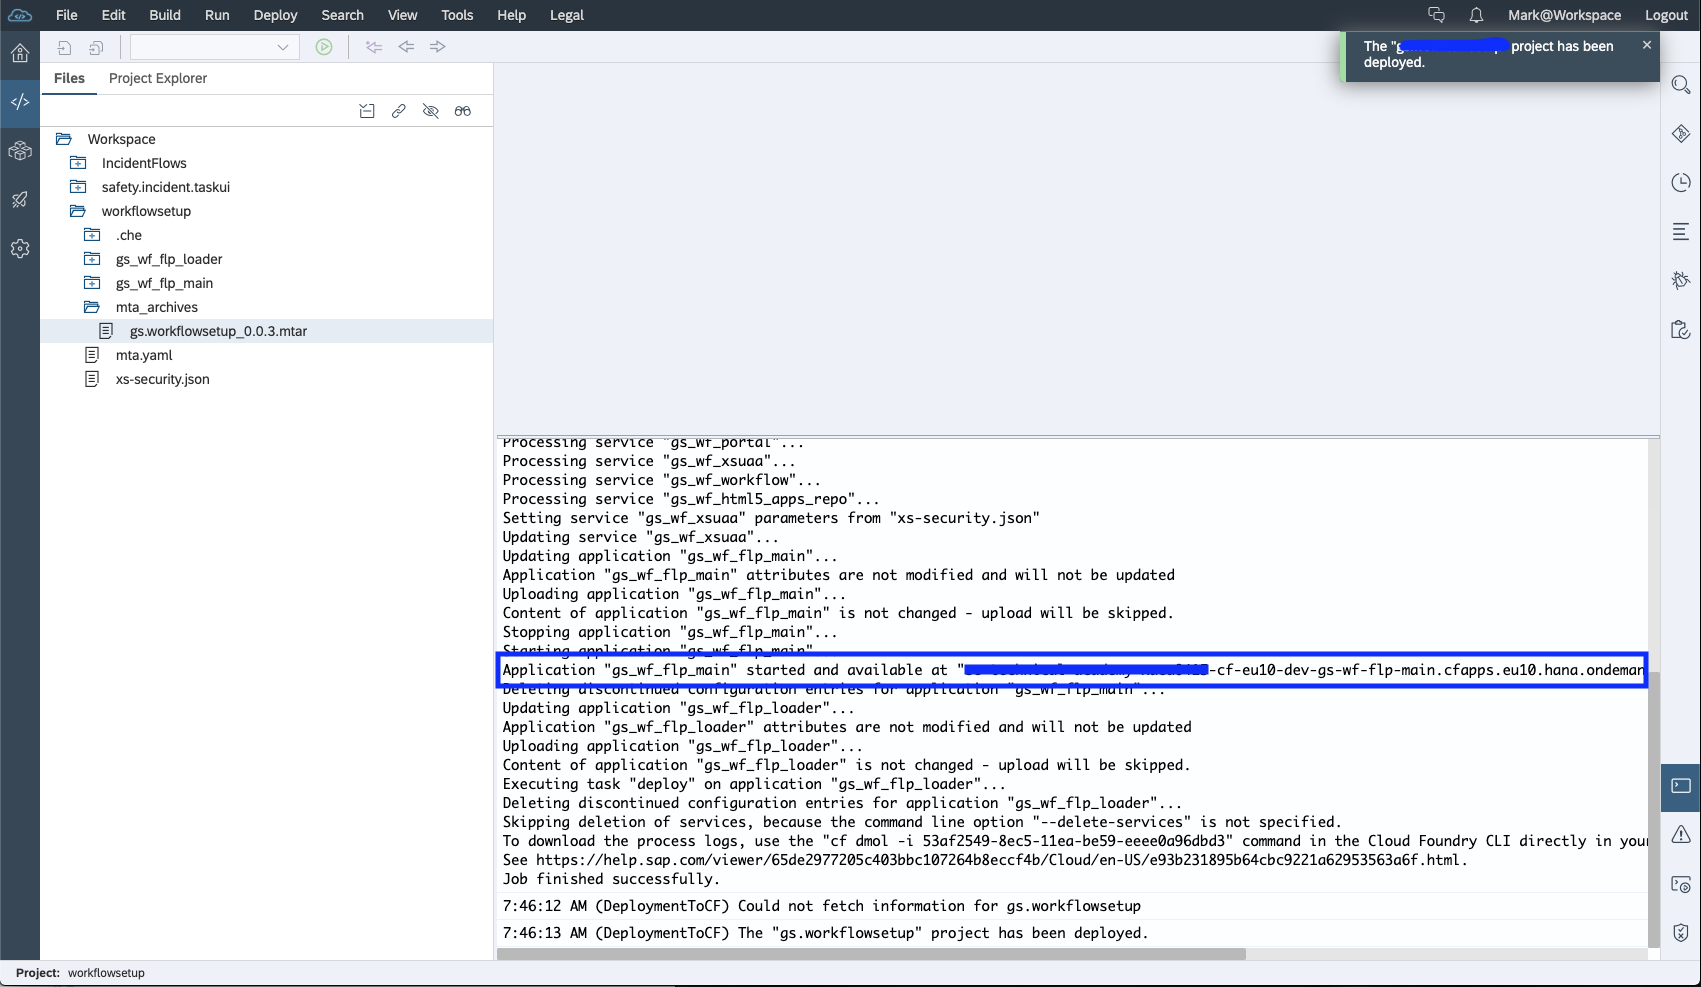 File Edit Build Run Deploy Search View Tools Help Legal Mark@Workspace Logout
The " project has been
deployed.
Files Project Explorer
Workspace
IncidentFlows
safety.incident.taskui
workflowsetup
.che
gs_wf_flp_loader
gs_wf_flp_main
mta_archives
gs.workflowsetup_0.0.3.mtar
mta.yaml
xs-security.json
Processing service "gs_wf_portal"...
Processing service "gs_wf_xsuaa"...
Processing service "gs_wf_workflow"...
Processing service "gs_wf_html5_apps_repo"...
Setting service "gs_wf_xsuaa" parameters from "xs-security.json"
Updating service "gs_wf_xsuaa"...
Updating application "gs_wf_flp_main"...
Application "gs_wf_flp_main" attributes are not modified and will not be updated
Uploading application "gs_wf_flp_main"...
Content of application "gs_wf_flp_main" is not changed - upload will be skipped.
Stopping application "gs_wf_flp_main"...
Starting application "gs_wf_flp_main"...
Application "gs_wf_flp_main" started and available at " -cf-eu10-dev-gs-wf-flp-main.cfapps.eu10.hana.ondeman
Deleting discontinued configuration entries for application "gs_wf_flp_main"...
Updating application "gs_wf_flp_loader"...
Application "gs_wf_flp_loader" attributes are not modified and will not be updated
Uploading application "gs_wf_flp_loader"...
Content of application "gs_wf_flp_loader" is not changed - upload will be skipped.
Executing task "deploy" on application "gs_wf_flp_loader"...
Deleting discontinued configuration entries for application "gs_wf_flp_loader"...
Skipping deletion of services, because the command line option "--delete-services" is not specified.
To download the process logs, use the "cf dmol -i 53af2549-8ec5-11ea-be59-eeee0a96dbd3" command in the Cloud Foundry CLI directly in your
See https://help.sap.com/viewer/65de2977205c403bbc107264b8eccf4b/Cloud/en-US/e93b231895b64cbc9221a62953563a6f.html.
Job finished successfully.
7:46:12 AM (DeploymentToCF) Could not fetch information for gs.workflowsetup
7:46:13 AM (DeploymentToCF) The "gs.workflowsetup" project has been deployed.
Project: workflowsetup